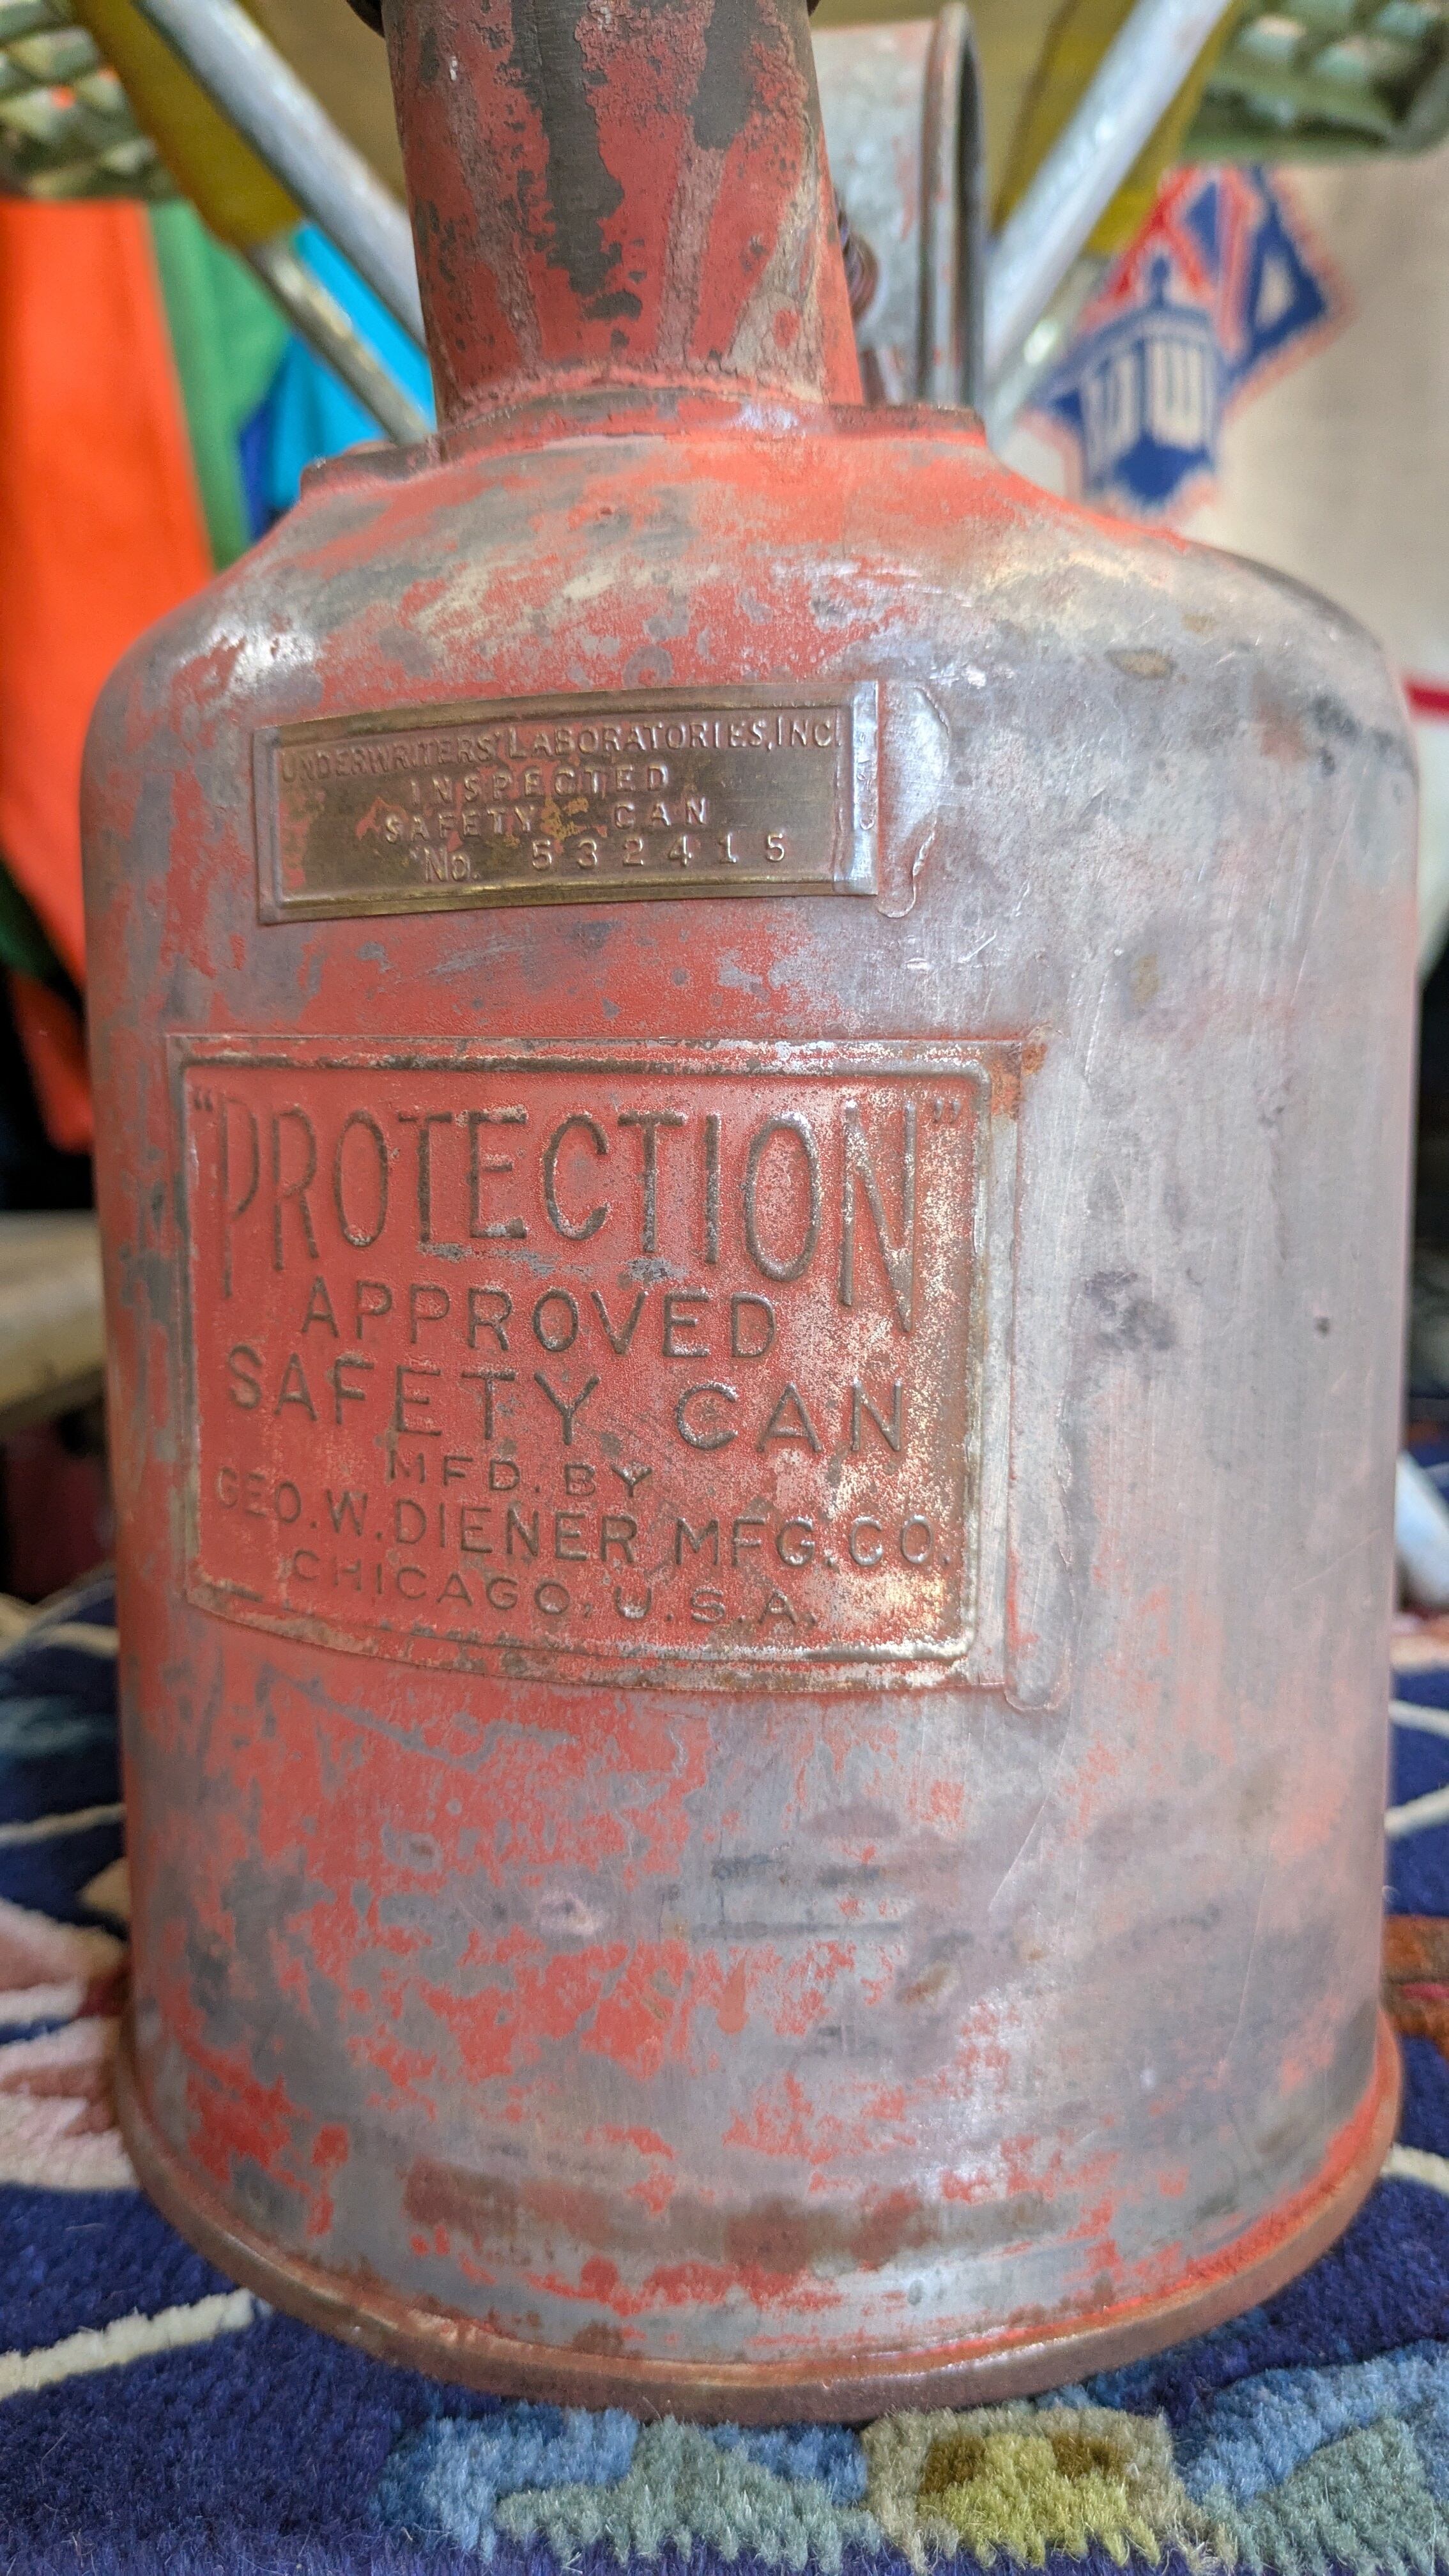 UNDERWRITERS' LABORATORIES, INC.
INSPECTED
SAFETY CAN
No. 532415
"PROTECTION"
APPROVED
SAFETY CAN
MFD. BY
GEO. W. DIENER MFG. CO.
CHICAGO, U.S.A.